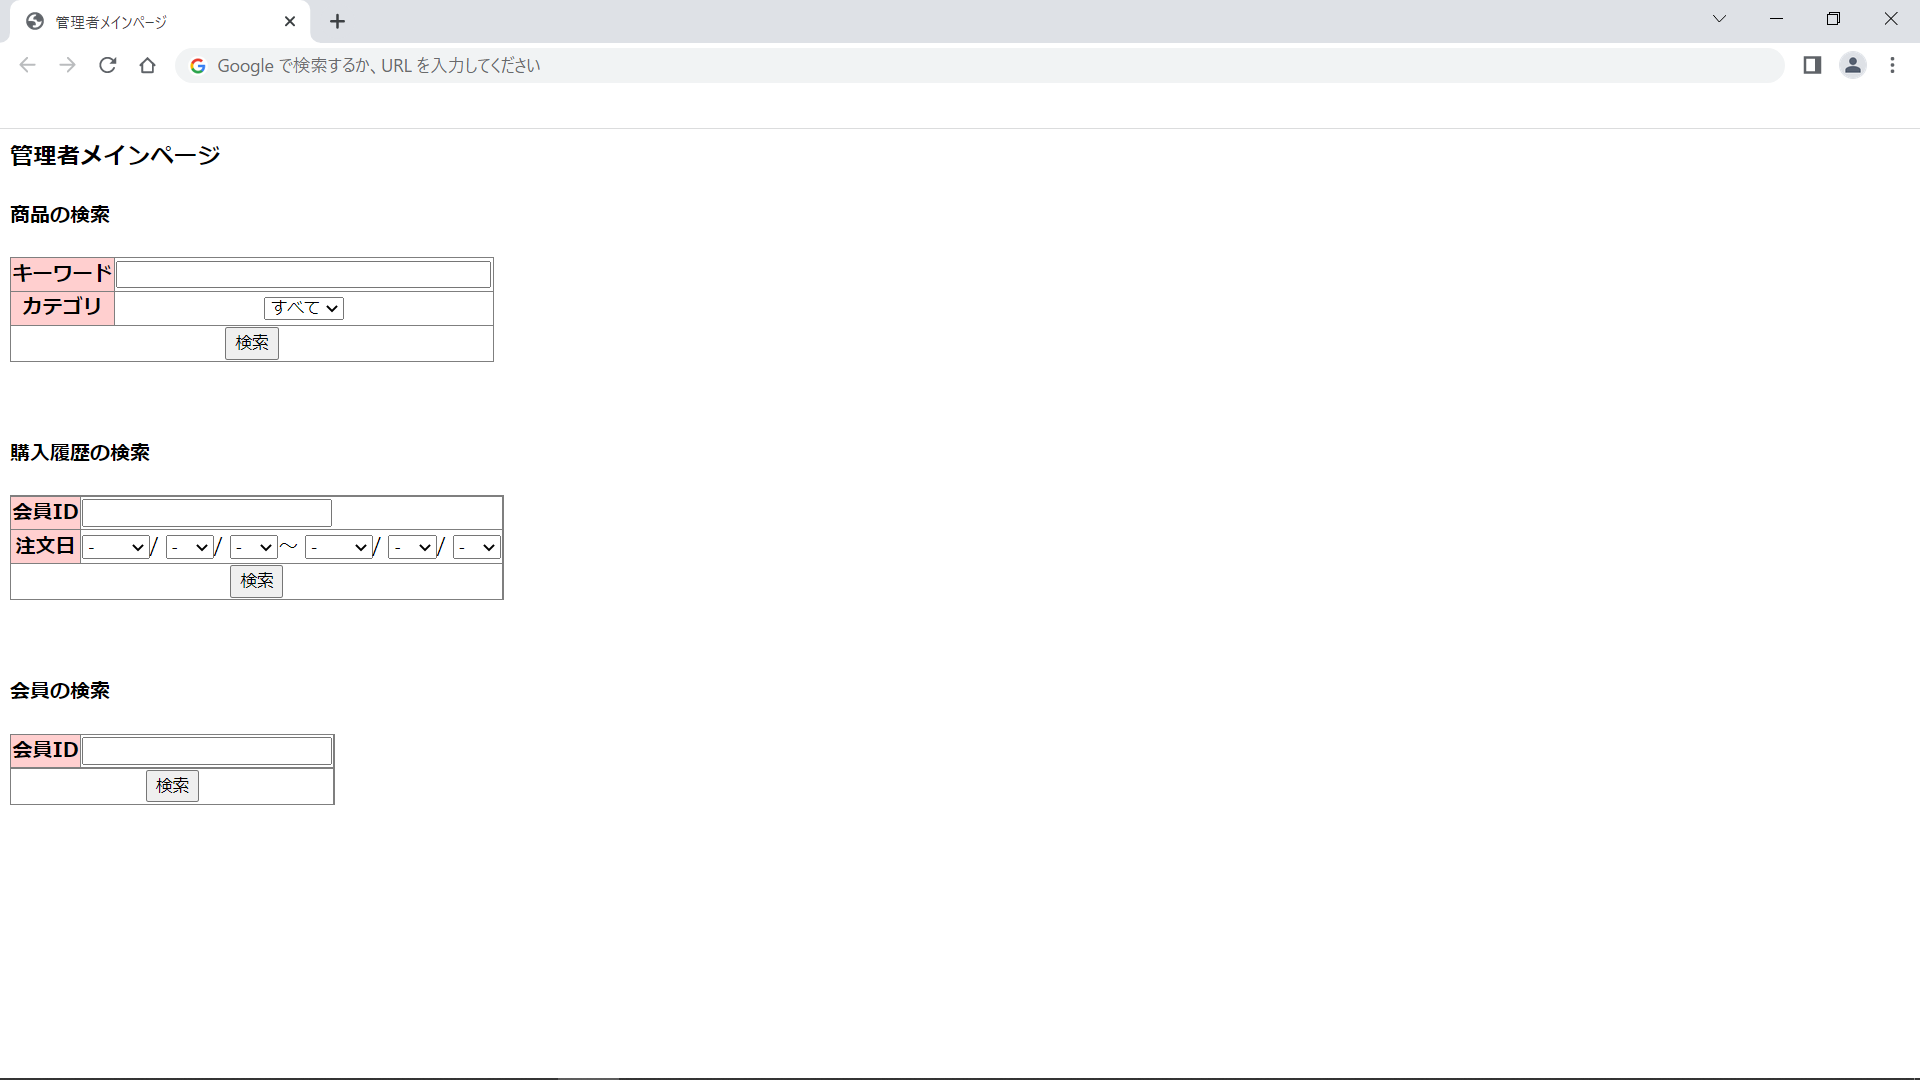 管理者メインページ
Google で検索するか、URL を入力してください
管理者メインページ
商品の検索
キーワード
カテゴリ すべて
検索
購入履歴の検索
会員ID
注文日 - / - / - ～ - / - / -
検索
会員の検索
会員ID
検索